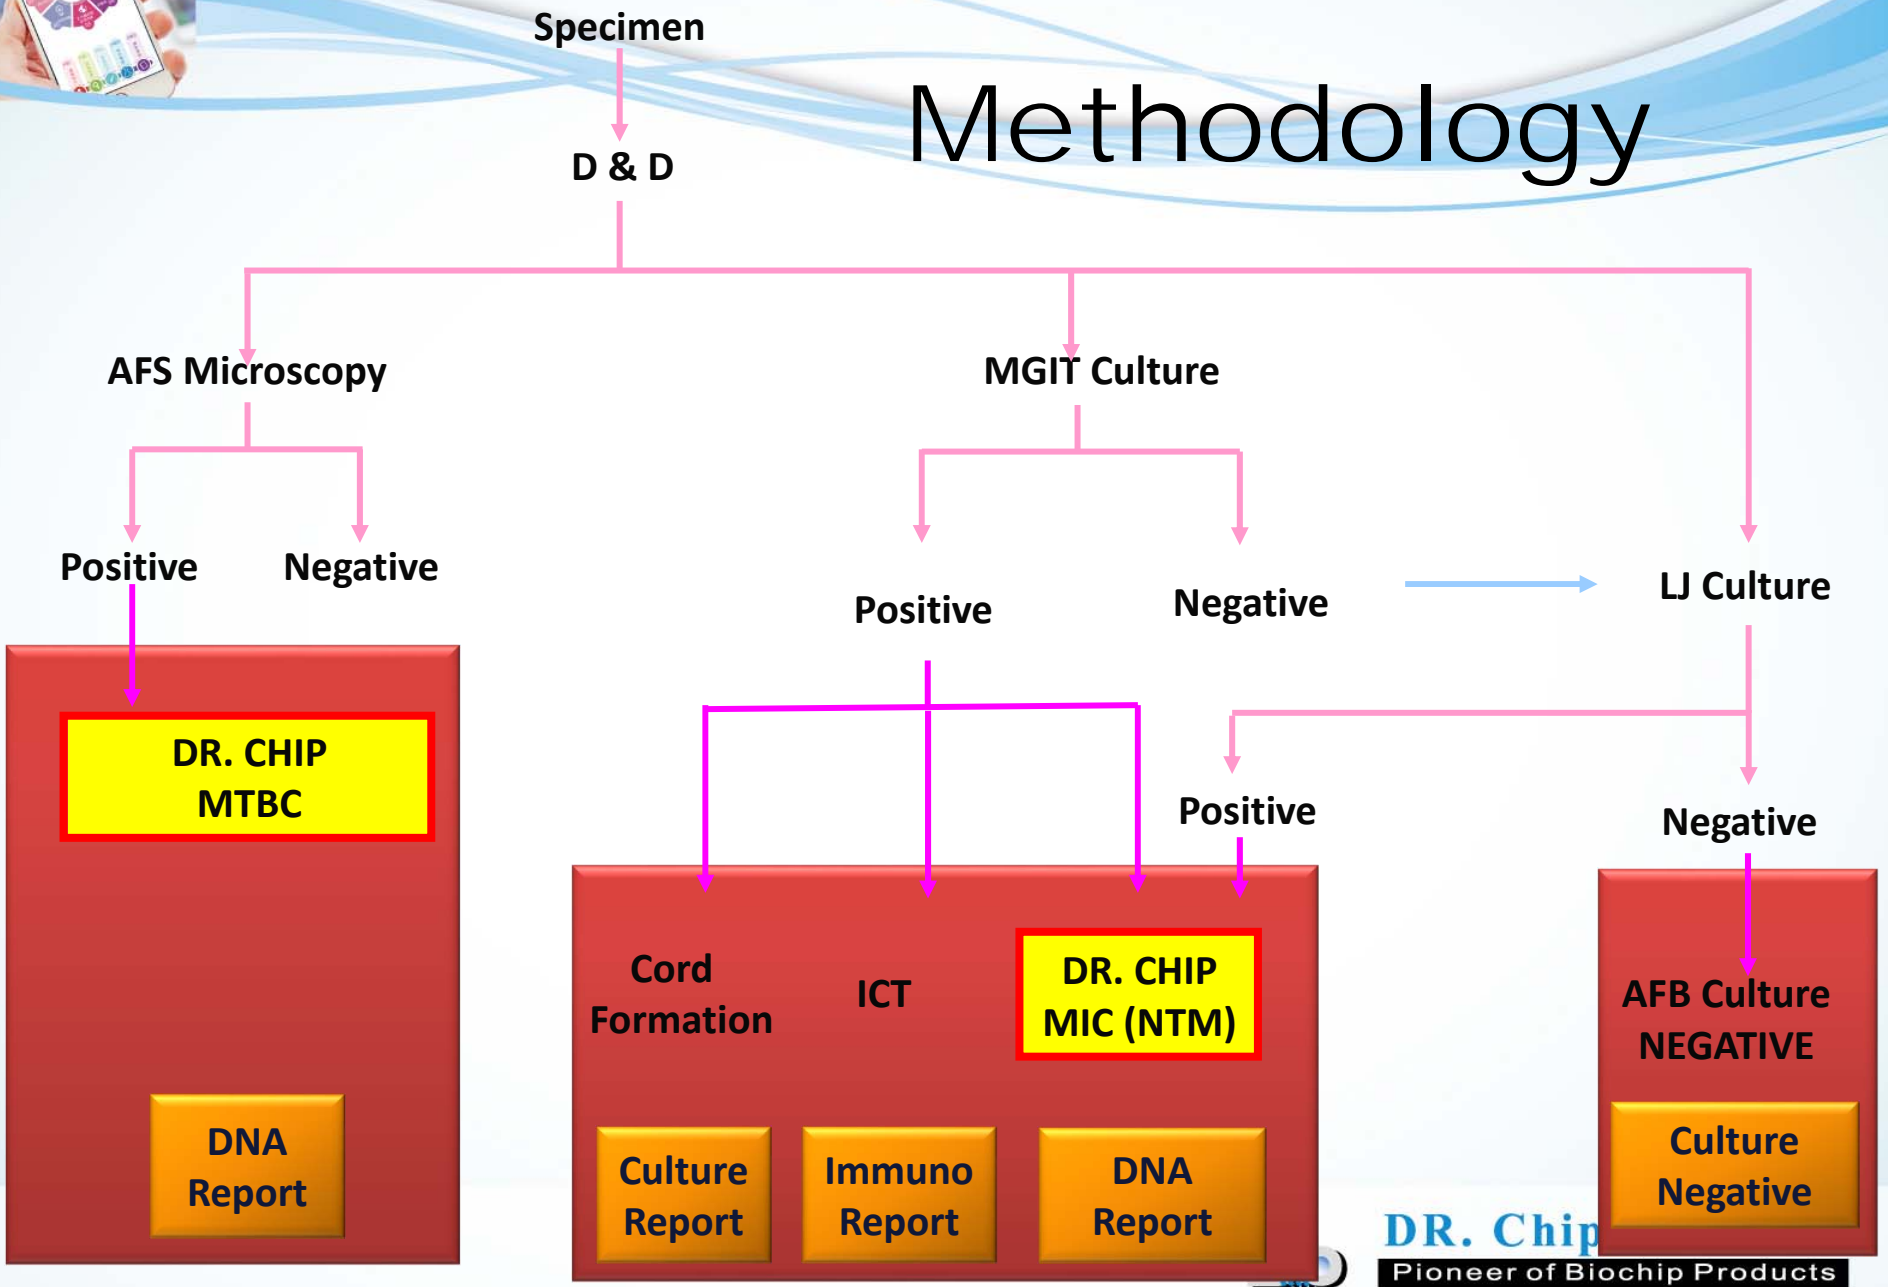 Specimen
Methodology
D & D
AFS Microscopy
MGIT Culture
Positive
Negative
Positive
Negative
LJ Culture
DR. CHIP
MTBC
Positive
Negative
Cord
Formation
ICT
DR. CHIP
MIC (NTM)
AFB Culture
NEGATIVE
DNA
Report
Culture
Report
Immuno
Report
DNA
Report
Culture
Negative
DR. Chip
Pioneer of Biochip Products